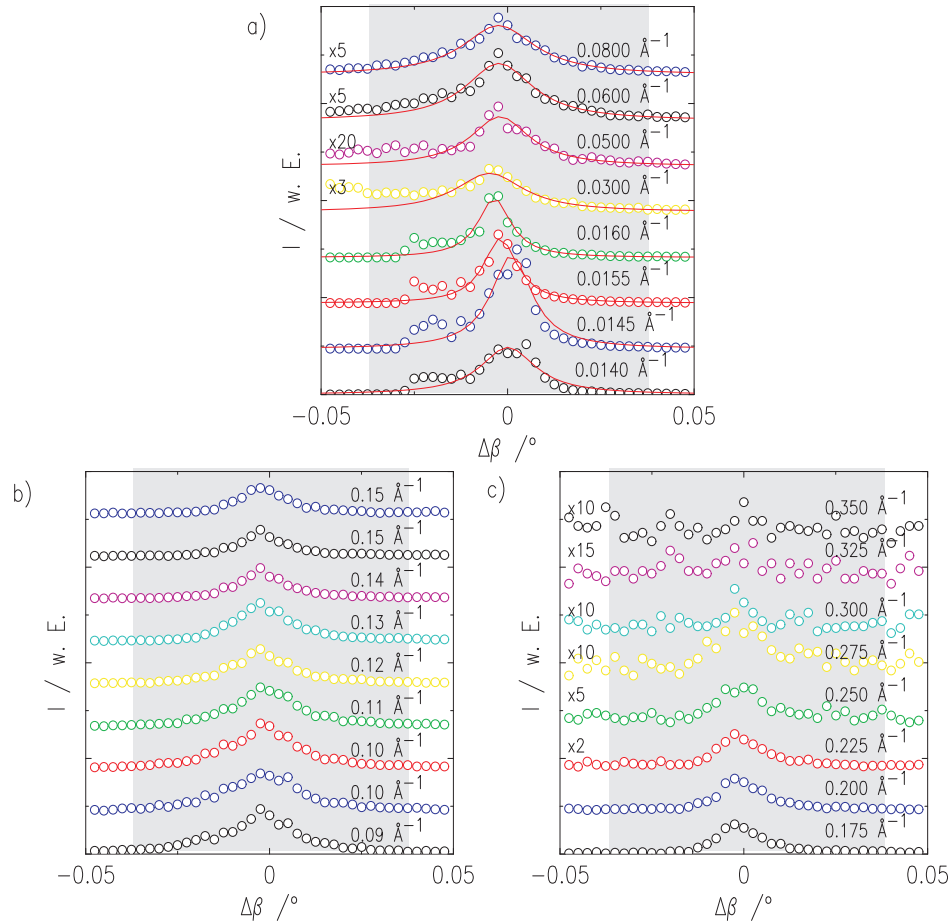 a)
x5
0.0800 Å⁻¹
x5
0.0600 Å⁻¹
x20
0.0500 Å⁻¹
x3
0.0300 Å⁻¹
0.0160 Å⁻¹
0.0155 Å⁻¹
0..0145 Å⁻¹
0.0140 Å⁻¹
I / w. E.
−0.05 0 0.05
Δβ /°
b)
0.15 Å⁻¹
0.15 Å⁻¹
0.14 Å⁻¹
0.13 Å⁻¹
0.12 Å⁻¹
0.11 Å⁻¹
0.10 Å⁻¹
0.10 Å⁻¹
0.09 Å⁻¹
I / w. E.
−0.05 0 0.05
Δβ /°
c)
x10 0.350 Å⁻¹
x15 0.325 Å⁻¹
x10 0.300 Å⁻¹
x10 0.275 Å⁻¹
x5 0.250 Å⁻¹
x2 0.225 Å⁻¹
0.200 Å⁻¹
0.175 Å⁻¹
I / w. E.
−0.05 0 0.05
Δβ /°